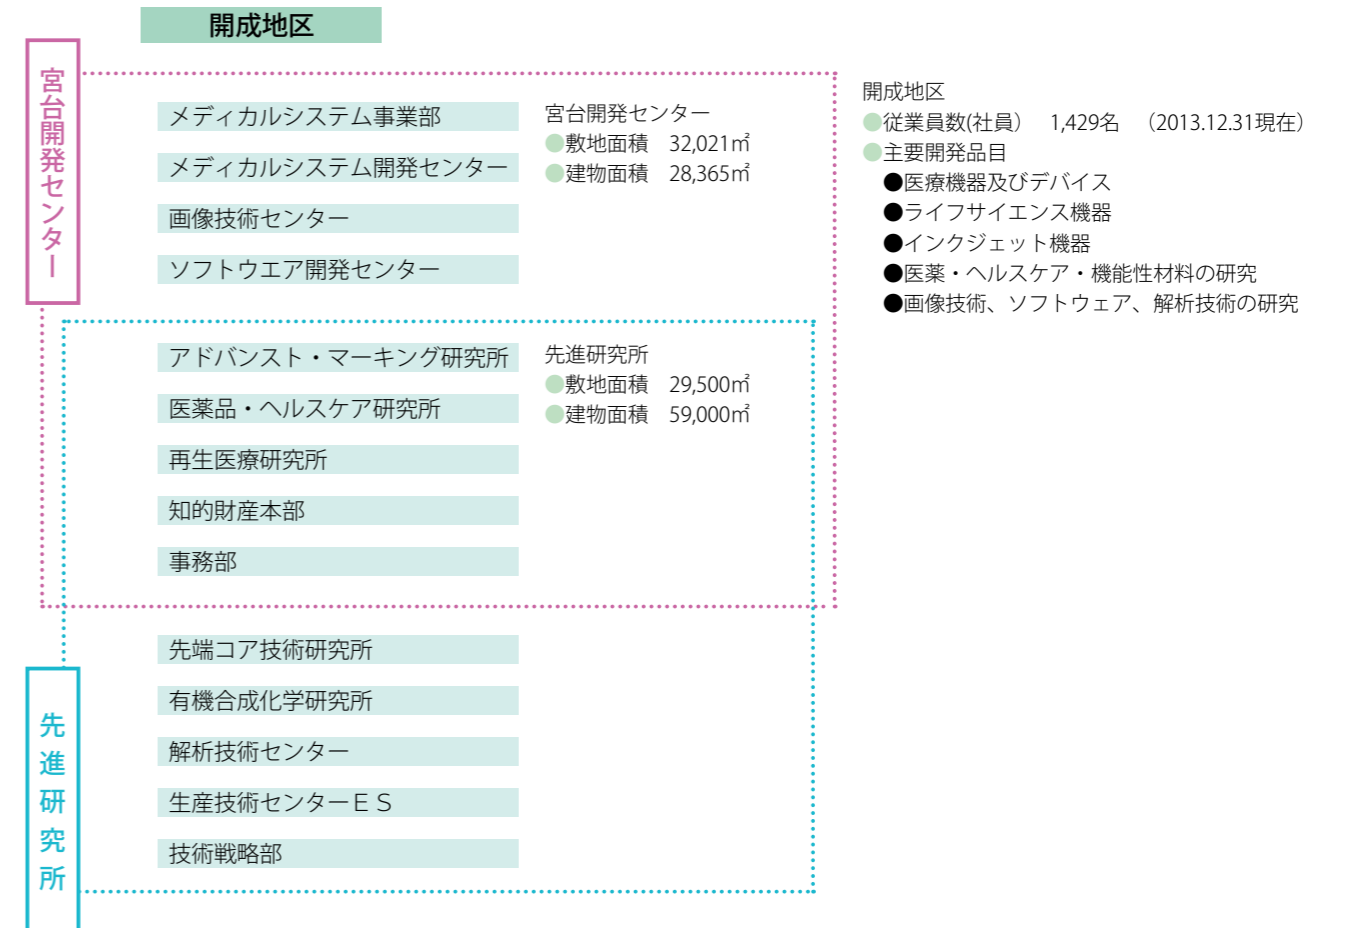 開成地区
宮台開発センター
メディカルシステム事業部
メディカルシステム開発センター
画像技術センター
ソフトウエア開発センター
宮台開発センター
●敷地面積　32,021㎡
●建物面積　28,365㎡
アドバンスト・マーキング研究所
医薬品・ヘルスケア研究所
再生医療研究所
知的財産本部
事務部
先進研究所
●敷地面積　29,500㎡
●建物面積　59,000㎡
先進研究所
先端コア技術研究所
有機合成化学研究所
解析技術センター
生産技術センターＥＳ
技術戦略部
開成地区
●従業員数(社員）　1,429名　（2013.12.31現在）
●主要開発品目
●医療機器及びデバイス
●ライフサイエンス機器
●インクジェット機器
●医薬・ヘルスケア・機能性材料の研究
●画像技術、ソフトウェア、解析技術の研究